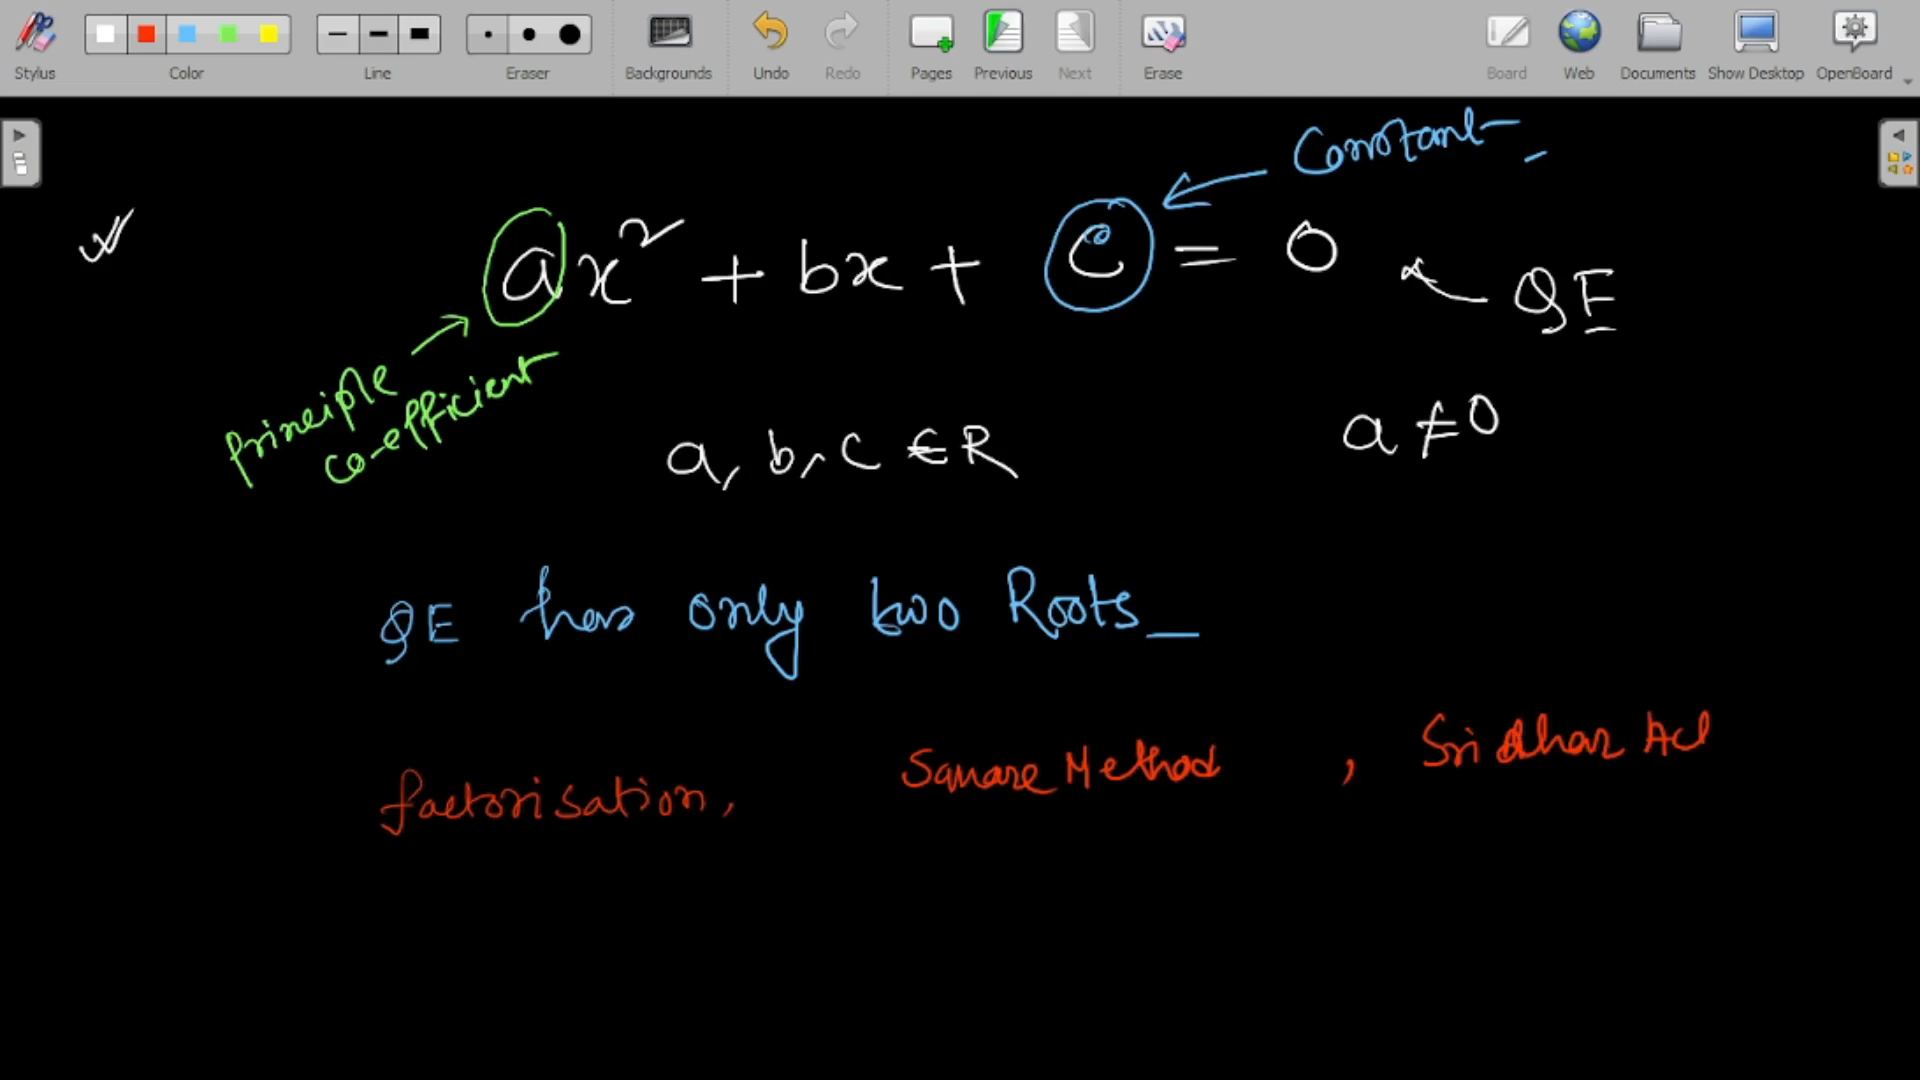 Stylus Color Line Eraser Backgrounds Undo Redo Pages Previous Next Erase Board Web Documents Show Desktop OpenBoard
Constant
ax² + bx + c = 0
QE
Principle
co-efficient
a, b, c ∈ R
a ≠ 0
QE has only two Roots
factorisation, Square Method , Sridhar